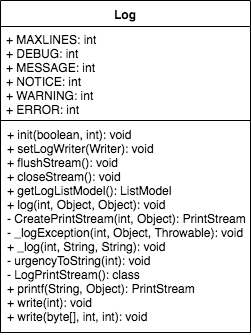 Log
+ MAXLINES: int
+ DEBUG: int
+ MESSAGE: int
+ NOTICE: int
+ WARNING: int
+ ERROR: int
+ init(boolean, int): void
+ setLogWriter(Writer): void
+ flushStream(): void
+ closeStream(): void
+ getLogListModel(): ListModel
+ log(int, Object, Object): void
- CreatePrintStream(int, Object): PrintStream
- _logException(int, Object, Throwable): void
+ _log(int, String, String): void
- urgencyToString(int): void
- LogPrintStream(): class
+ printf(String, Object): PrintStream
+ write(int): void
+ write(byte[], int, int): void